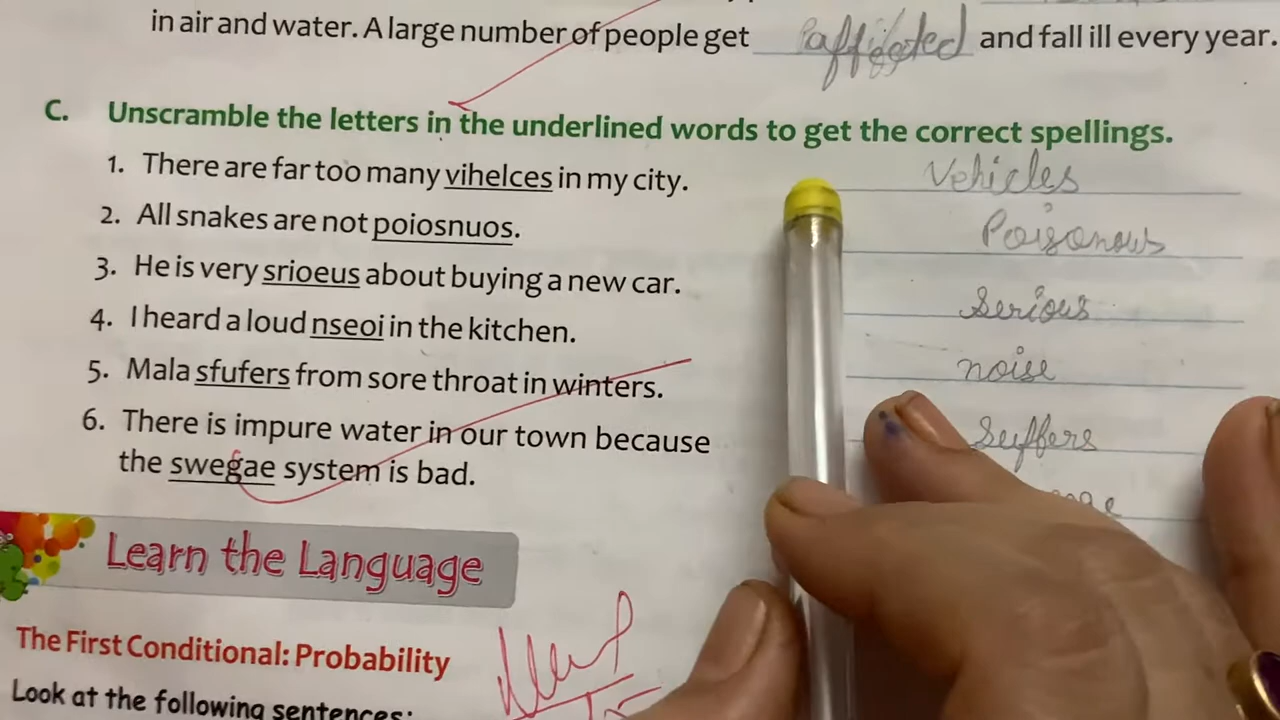 in air and water. A large number of people get affected and fall ill every year.
C. Unscramble the letters in the underlined words to get the correct spellings.
1. There are far too many vihelces in my city. Vehicles
2. All snakes are not poiosnuos. Poisonous
3. He is very srioeus about buying a new car. Serious
4. I heard a loud nseoi in the kitchen. noise
5. Mala sfufers from sore throat in winters. Suffers
6. There is impure water in our town because
the swegae system is bad.
Learn the Language
The First Conditional: Probability
Look at the following sentences: